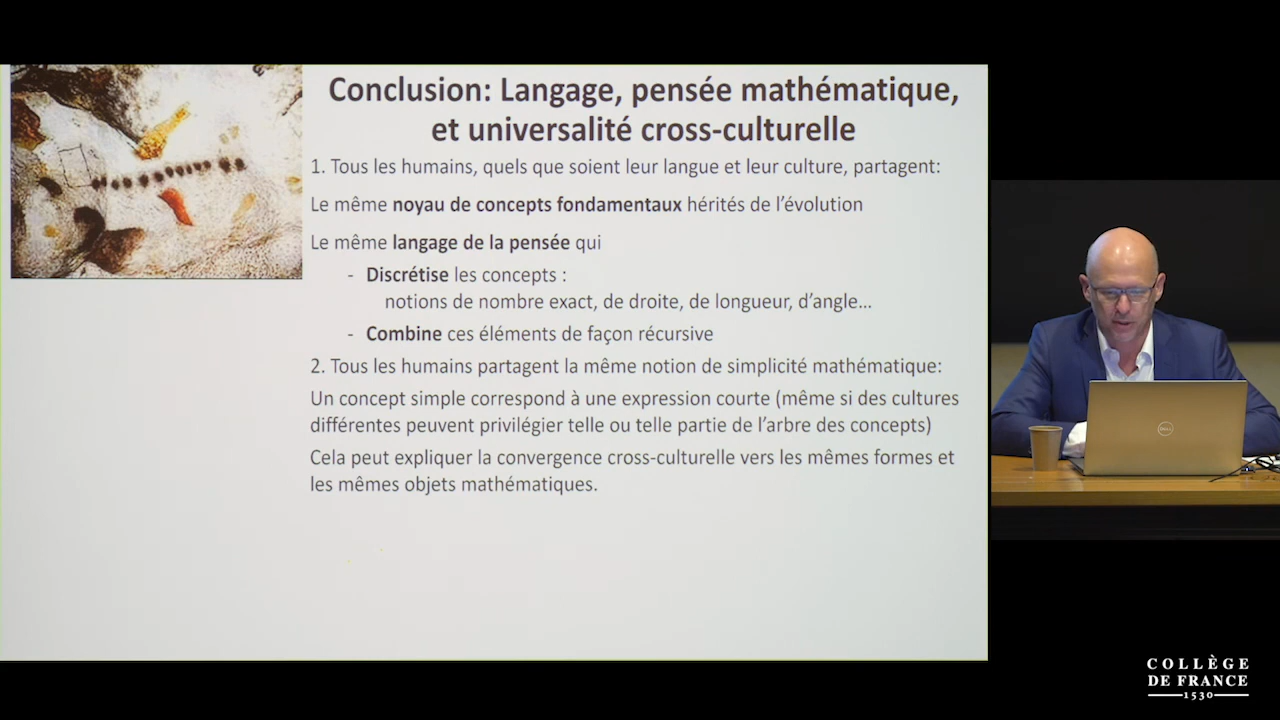 Conclusion: Langage, pensée mathématique,
et universalité cross-culturelle
1. Tous les humains, quels que soient leur langue et leur culture, partagent:
Le même noyau de concepts fondamentaux hérités de l’évolution
Le même langage de la pensée qui
- Discrétise les concepts :
notions de nombre exact, de droite, de longueur, d’angle…
- Combine ces éléments de façon récursive
2. Tous les humains partagent la même notion de simplicité mathématique:
Un concept simple correspond à une expression courte (même si des cultures
différentes peuvent privilégier telle ou telle partie de l’arbre des concepts)
Cela peut expliquer la convergence cross-culturelle vers les mêmes formes et
les mêmes objets mathématiques.
DELL
COLLÈGE
DE FRANCE
1530